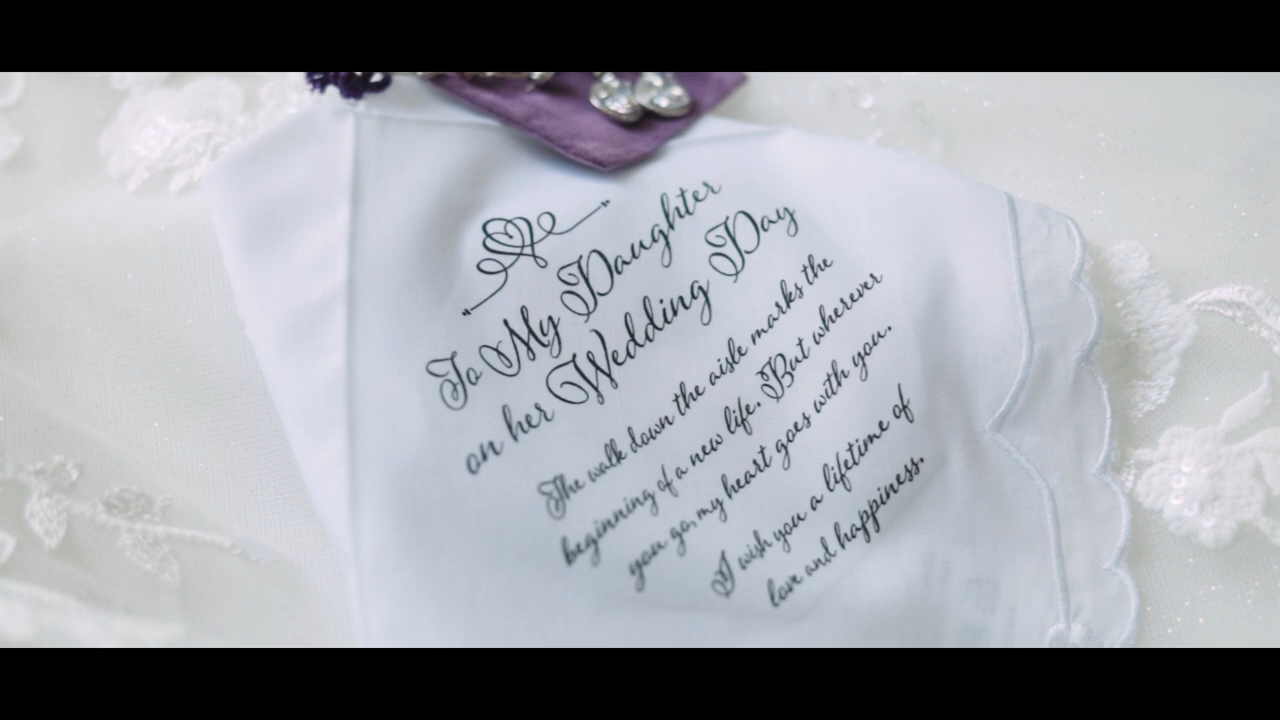 To My Daughter
on her Wedding Day
The walk down the aisle marks the
beginning of a new life. But wherever
you go, my heart goes with you.
I wish you a lifetime of
love and happiness.